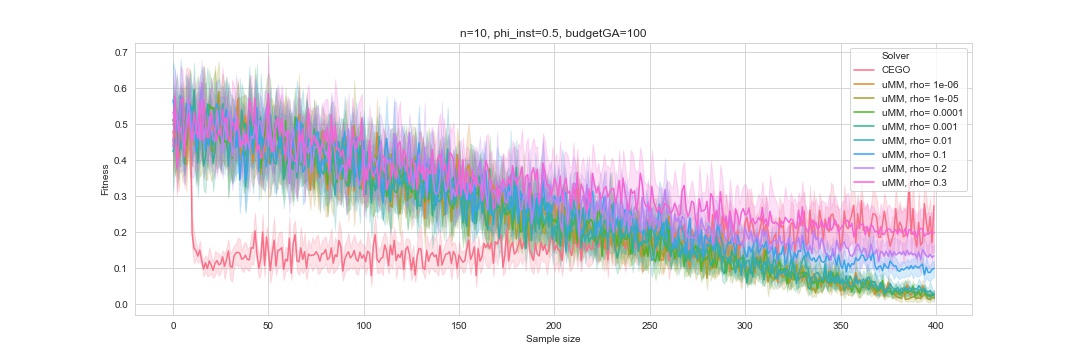 n=10, phi_inst=0.5, budgetGA=100
Fitness
0.7
0.6
0.5
0.4
0.3
0.2
0.1
0.0
0
50
100
150
200
250
300
350
400
Sample size
Solver
CEGO
uMM, rho= 1e-06
uMM, rho= 1e-05
uMM, rho= 0.0001
uMM, rho= 0.001
uMM, rho= 0.01
uMM, rho= 0.1
uMM, rho= 0.2
uMM, rho= 0.3